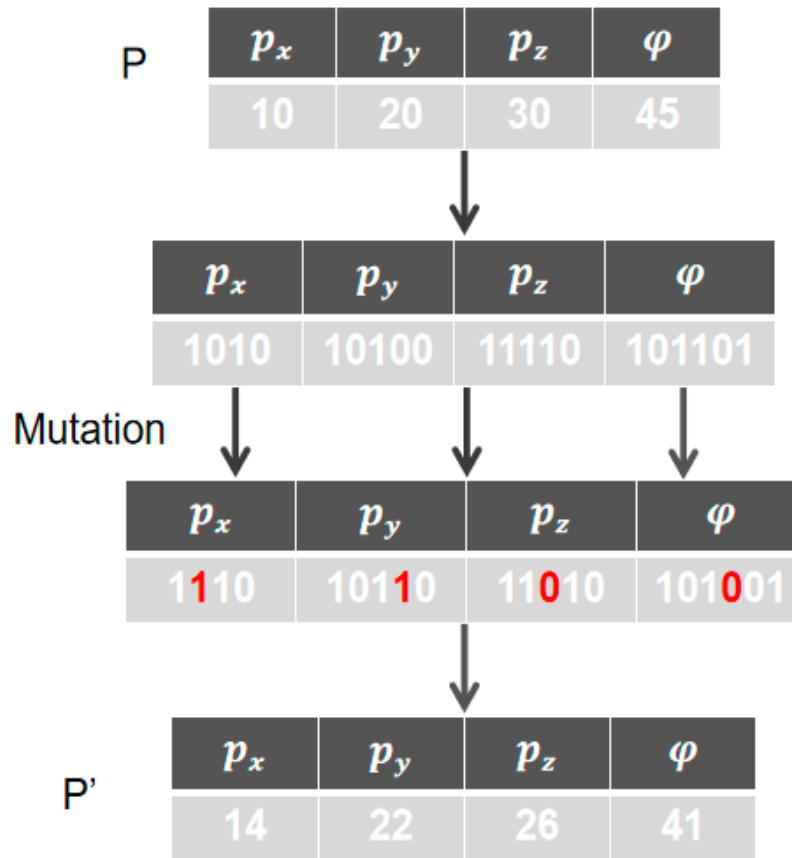 P
p_x p_y p_z φ
10 20 30 45
p_x p_y p_z φ
1010 10100 11110 101101
Mutation
p_x p_y p_z φ
1110 10110 11010 101001
P'
p_x p_y p_z φ
14 22 26 41